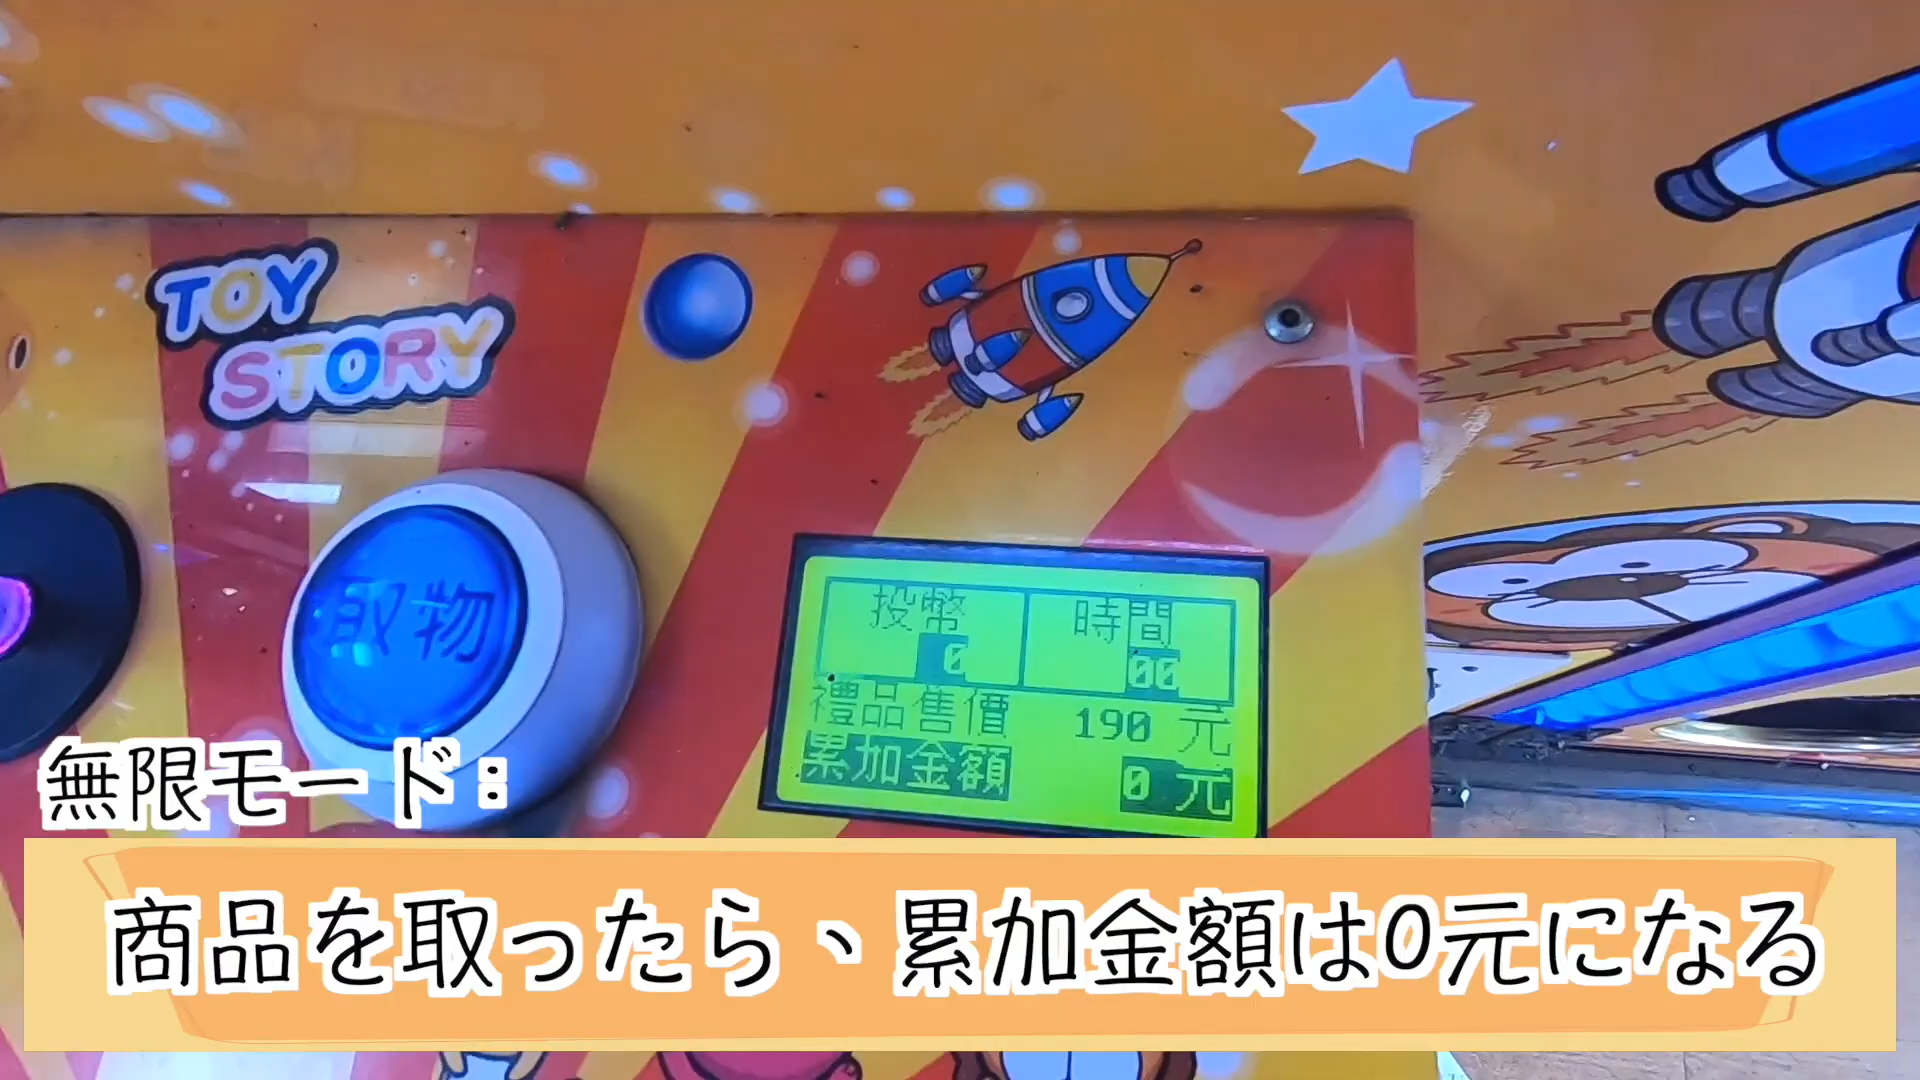 TOY
STORY
取物
投幣 時間
0 00
禮品售價 190 元
累加金額 0 元
無限モード:
商品を取ったら、累加金額は0元になる